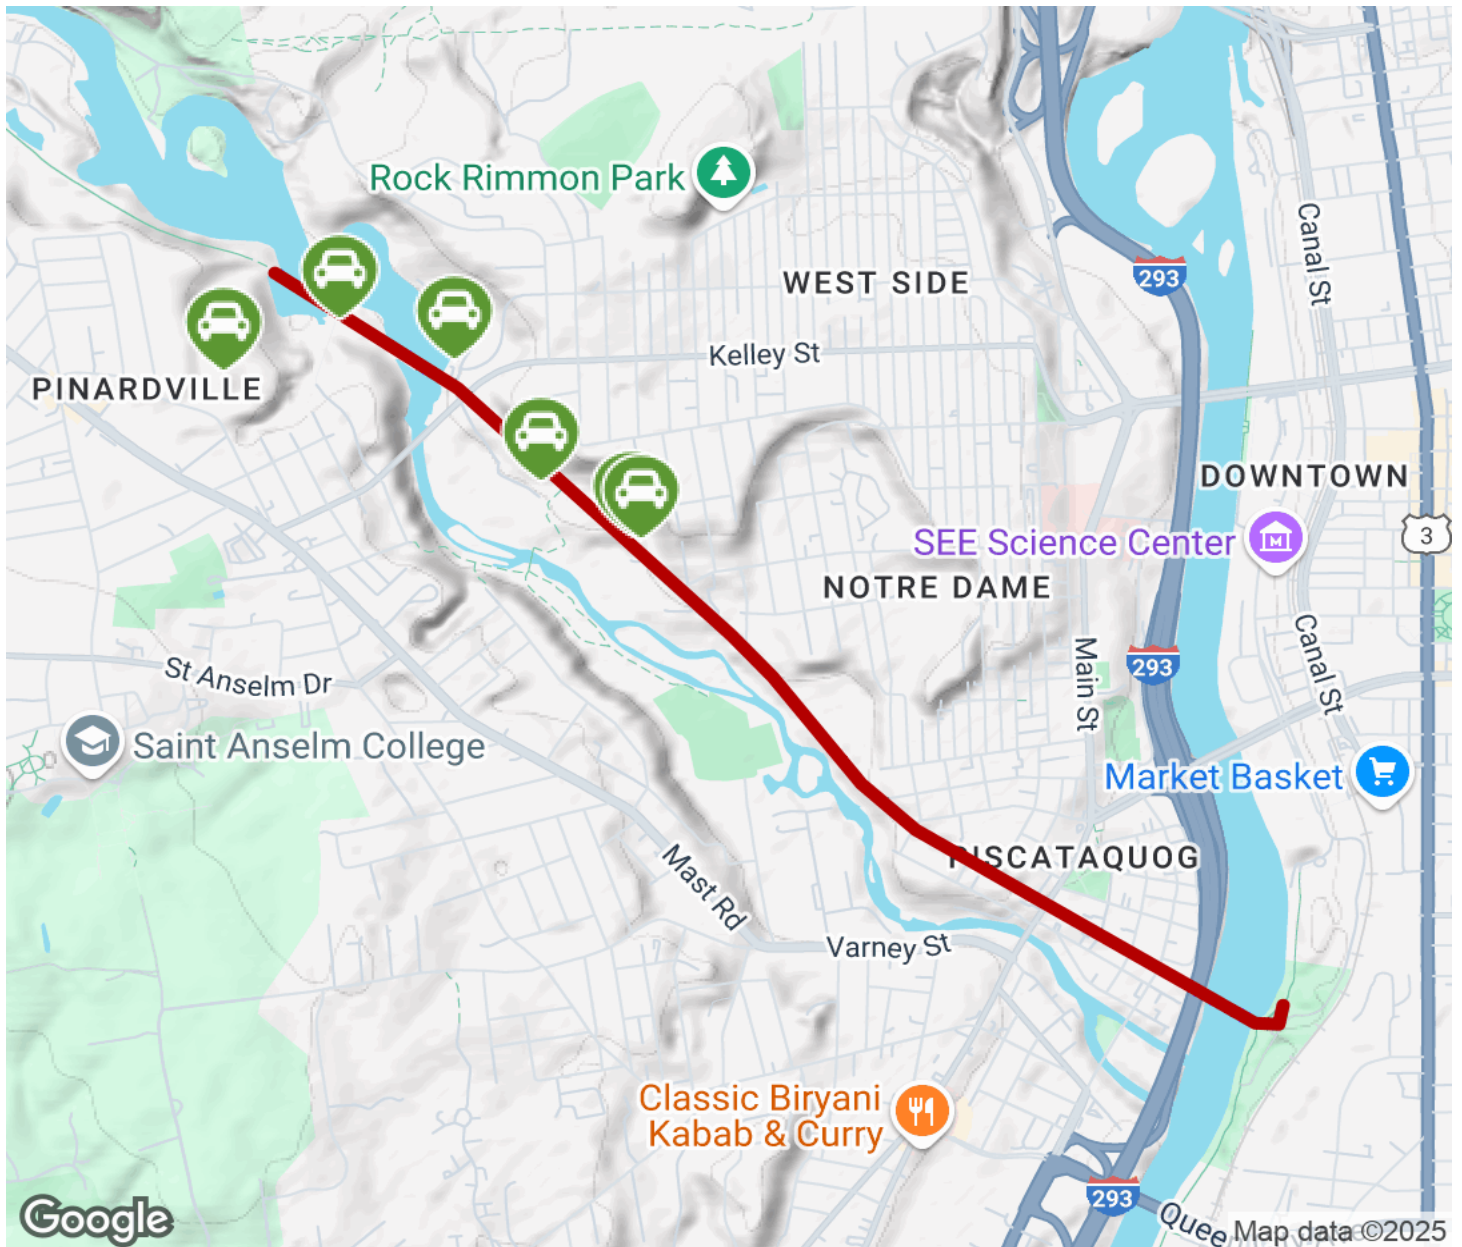 Rock Rimmon Park
WEST SIDE
293
Canal St
Kelley St
PINARDVILLE
DOWNTOWN
SEE Science Center
3
NOTRE DAME
Canal St
St Anselm Dr
Main St
293
Saint Anselm College
Market Basket
PISCATAQUOG
Mast Rd
Varney St
Classic Biryani
Kabab & Curry
293
Google
Quee
Map data ©2025